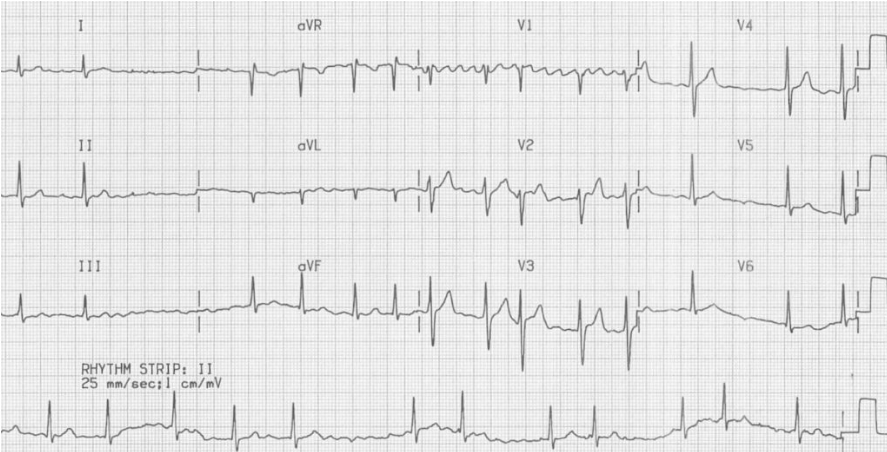 I aVR V1 V4
II aVL V2 V5
III aVF V3 V6
RHYTHM STRIP: II
25 mm/sec;1 cm/mV